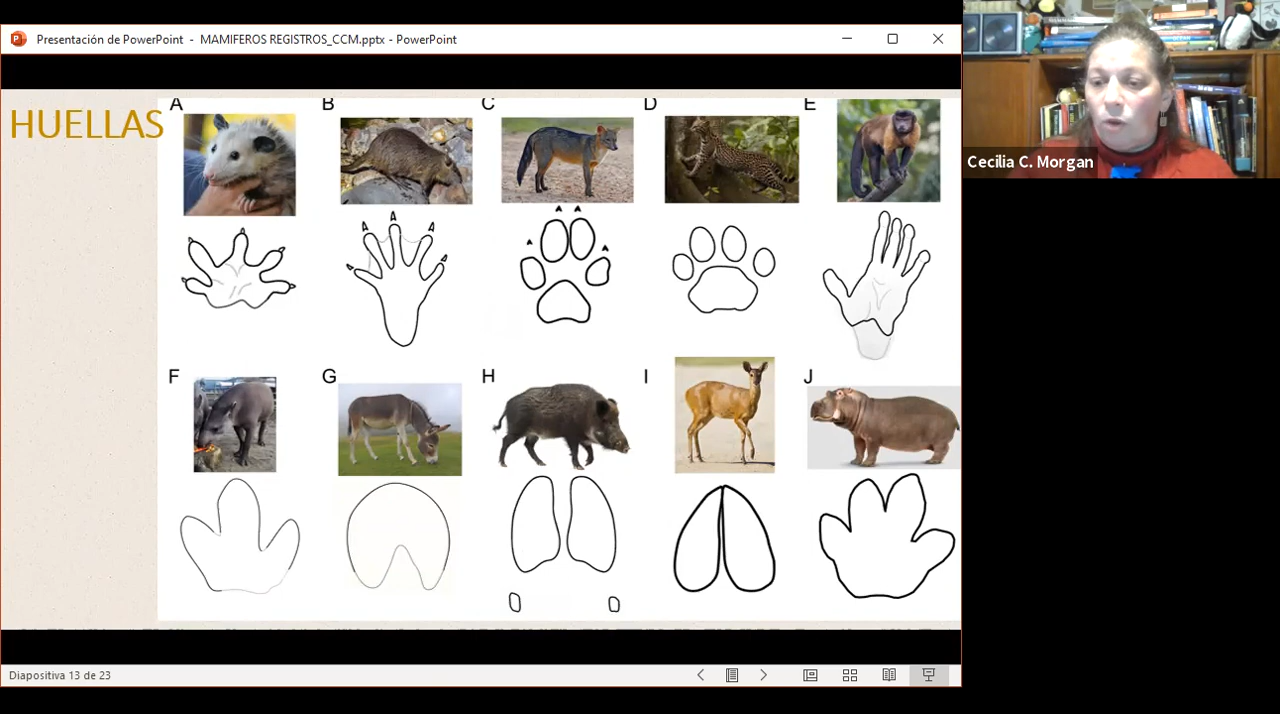 Presentación de PowerPoint - MAMIFEROS REGISTROS_CCM.pptx - PowerPoint
HUELLAS
A
B
C
D
E
F
G
H
I
J
Cecilia C. Morgan
Diapositiva 13 de 23